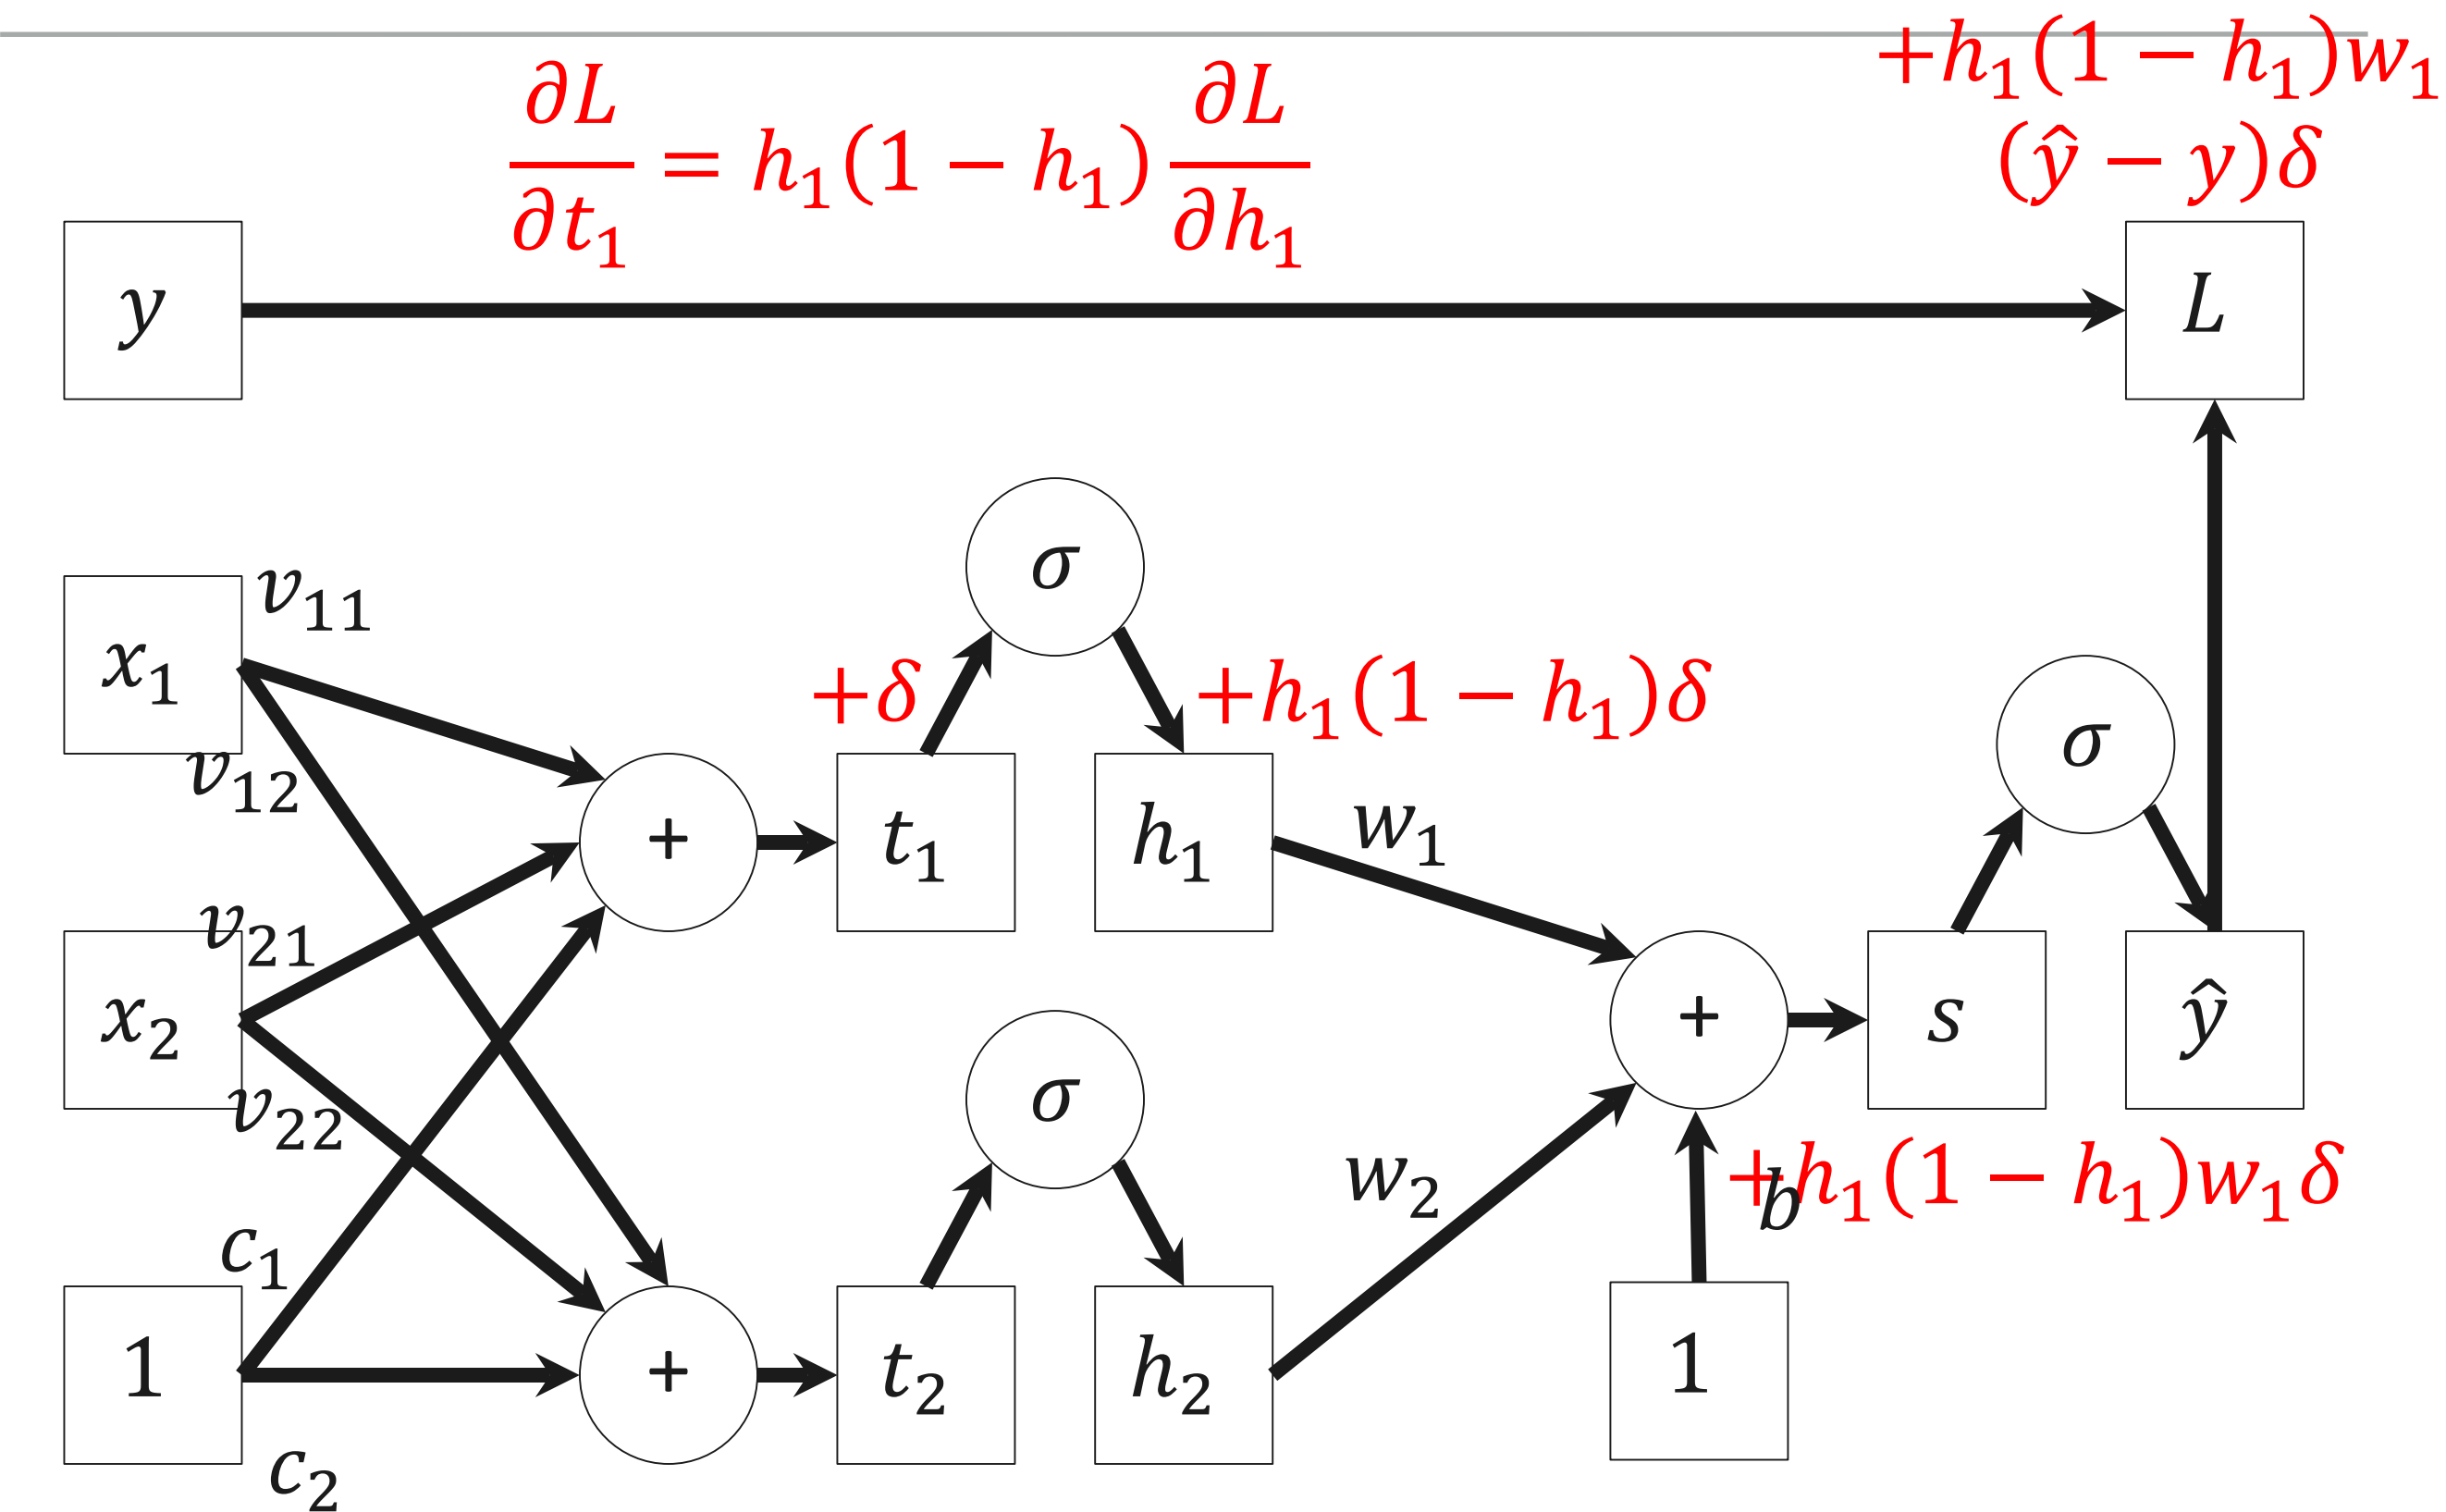 +h₁(1 − h₁)w₁
(ŷ − y)δ
∂L/∂t₁ = h₁(1 − h₁) ∂L/∂h₁
y
L
σ
x₁
v₁₁
+δ
+h₁(1 − h₁)δ
σ
v₁₂
+
t₁
h₁
w₁
v₂₁
x₂
+
s
ŷ
v₂₂
σ
w₂
b
+h₁(1 − h₁)w₁δ
c₁
1
+
t₂
h₂
1
c₂